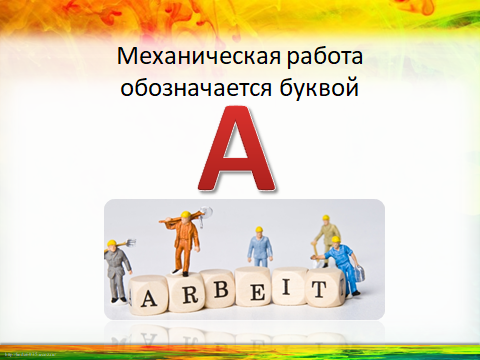 Механическая работа
обозначается буквой
А
ARBEIT